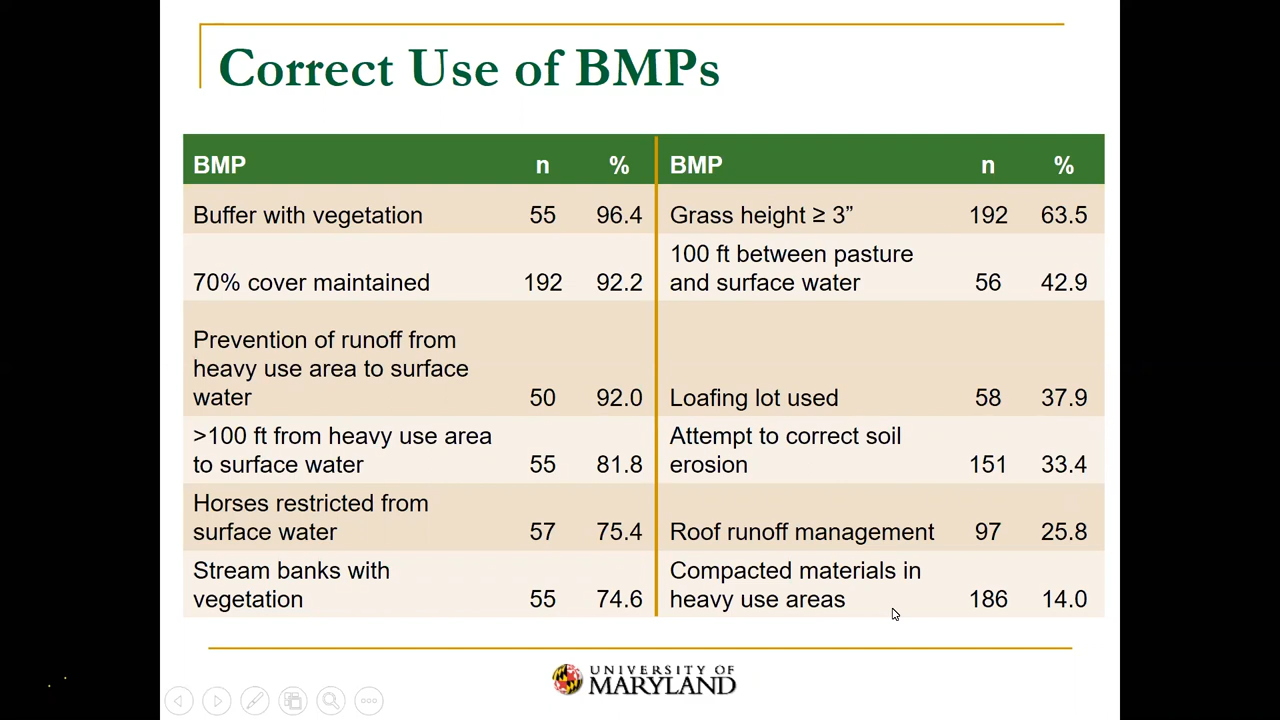 Correct Use of BMPs
BMP n % BMP n %
Buffer with vegetation 55 96.4 Grass height ≥ 3” 192 63.5
100 ft between pasture
70% cover maintained 192 92.2 and surface water 56 42.9
Prevention of runoff from
heavy use area to surface
water 50 92.0 Loafing lot used 58 37.9
>100 ft from heavy use area Attempt to correct soil
to surface water 55 81.8 erosion 151 33.4
Horses restricted from
surface water 57 75.4 Roof runoff management 97 25.8
Stream banks with Compacted materials in
vegetation 55 74.6 heavy use areas 186 14.0
UNIVERSITY OF
MARYLAND